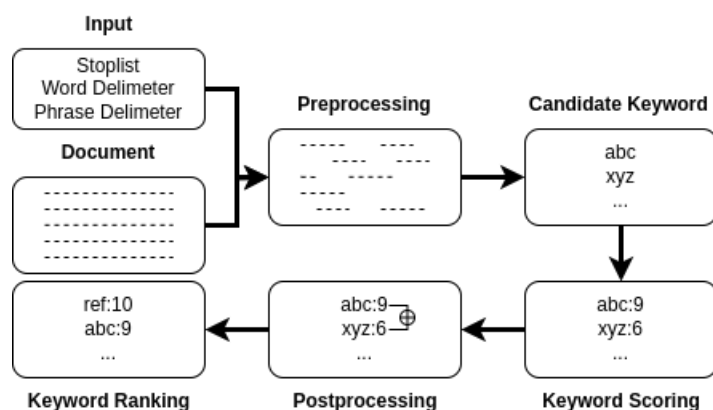 Input
Stoplist
Word Delimeter
Phrase Delimeter
Document
Preprocessing
Candidate Keyword
abc
xyz
...
abc:9
xyz:6
...
Keyword Scoring
abc:9
xyz:6
...
Postprocessing
ref:10
abc:9
...
Keyword Ranking